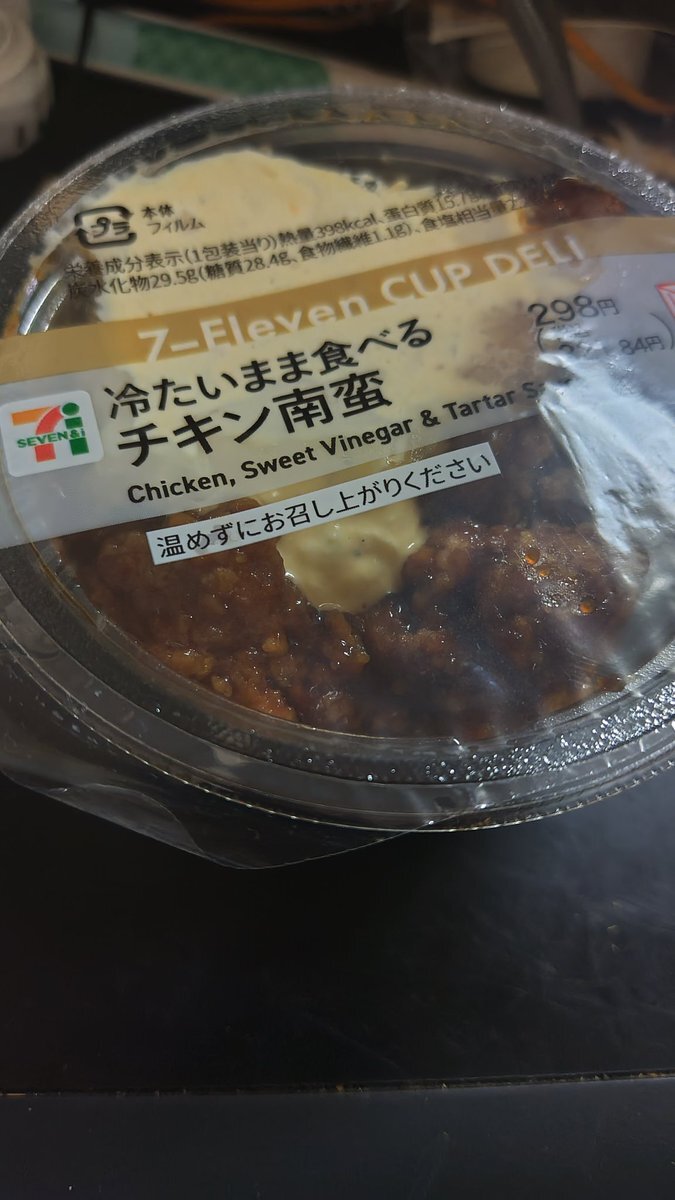 プラ
本体
フィルム
栄養成分表示(1包装当り)熱量398kcal、蛋白質15.7
炭水化物29.5g(糖質28.4g、食物繊維1.1g)、食塩相当量
7-Eleven CUP DELI
冷たいまま食べる
チキン南蛮
Chicken, Sweet Vinegar & Tartar
298円
84円)
SEVEN&i
温めずにお召し上がりください